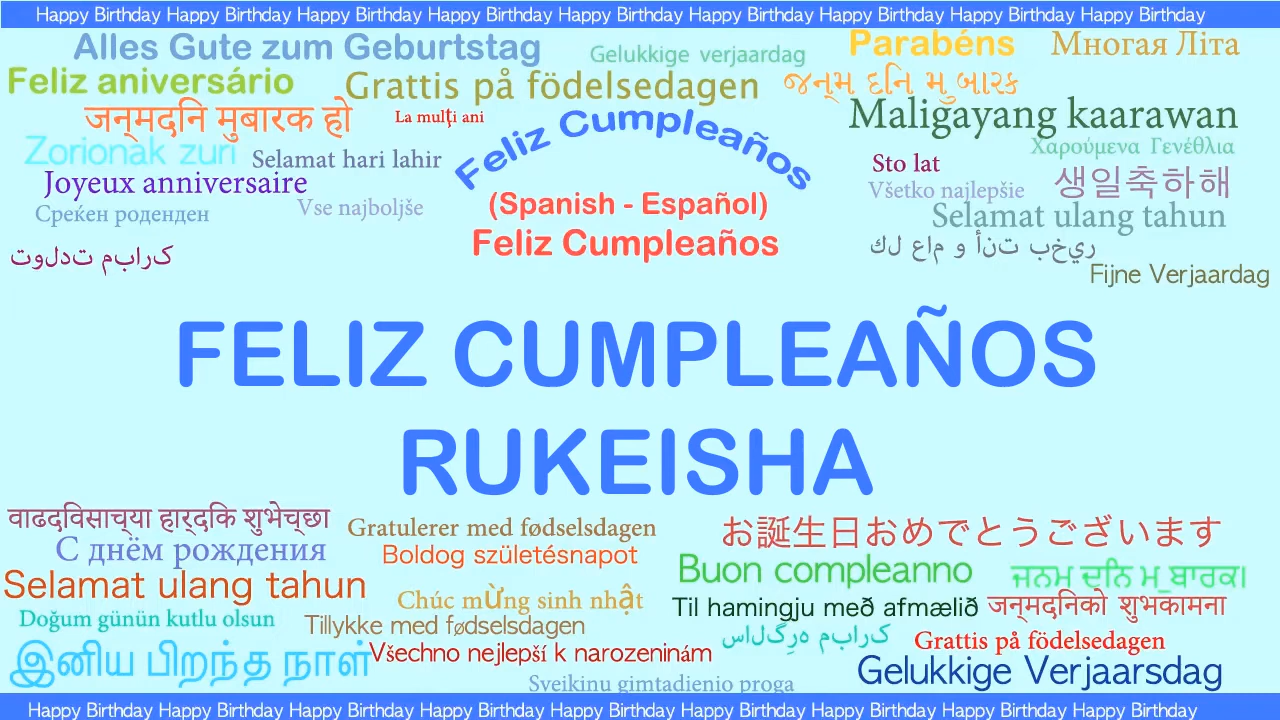 Happy Birthday Happy Birthday Happy Birthday Happy Birthday Happy Birthday Happy Birthday Happy Birthday Happy Birthday Happy Birthday
Alles Gute zum Geburtstag
Gelukkige verjaardag
Parabéns
Многая Літа
Feliz aniversário
Grattis på födelsedagen
જન્મ દિન મુબારક
जन्मदिन मुबारक हो
La mulţi ani
Feliz Cumpleaños
Maligayang kaarawan
Zorionak zuri
Selamat hari lahir
Sto lat
Χαρούμενα Γενέθλια
Joyeux anniversaire
(Spanish - Español)
Všetko najlepšie
생일축하해
Срећен роденден
Vse najboljše
Feliz Cumpleaños
Selamat ulang tahun
تولدت مبارک
كل عام و أنت بخير
Fijne Verjaardag
FELIZ CUMPLEAÑOS
RUKEISHA
वाढदिवसाच्या हार्दिक शुभेच्छा
Gratulerer med fødselsdagen
お誕生日おめでとうございます
С днём рождения
Boldog születésnapot
Buon compleanno
ਜਨਮ ਦਿਨ ਮੁਬਾਰਕ।
Selamat ulang tahun
Chúc mừng sinh nhật
Til hamingju með afmælið
जन्मदिनको शुभकामना
Doğum günün kutlu olsun
Tillykke med fødselsdagen
سالگرہ مبارک
Grattis på födelsedagen
இனிய பிறந்த நாள்
Všechno nejlepší k narozeninám
Gelukkige Verjaarsdag
Sveikinu gimtadienio proga
Happy Birthday Happy Birthday Happy Birthday Happy Birthday Happy Birthday Happy Birthday Happy Birthday Happy Birthday Happy Birthday